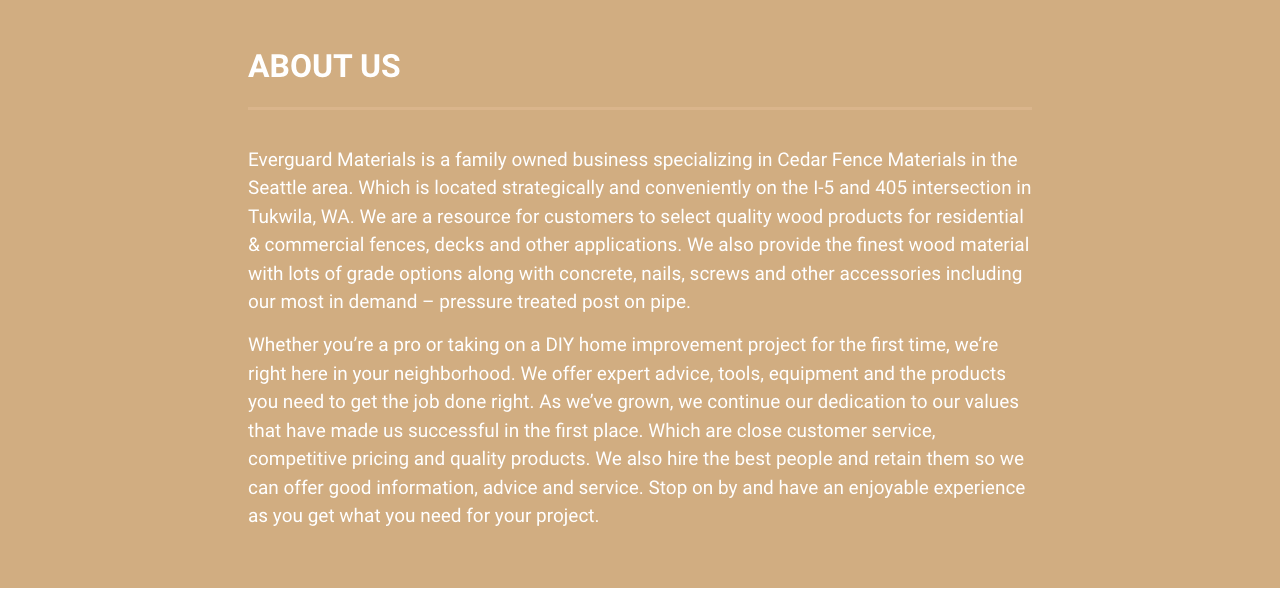 ABOUT US
Everguard Materials is a family owned business specializing in Cedar Fence Materials in the
Seattle area. Which is located strategically and conveniently on the I-5 and 405 intersection in
Tukwila, WA. We are a resource for customers to select quality wood products for residential
& commercial fences, decks and other applications. We also provide the finest wood material
with lots of grade options along with concrete, nails, screws and other accessories including
our most in demand – pressure treated post on pipe.
Whether you’re a pro or taking on a DIY home improvement project for the first time, we’re
right here in your neighborhood. We offer expert advice, tools, equipment and the products
you need to get the job done right. As we’ve grown, we continue our dedication to our values
that have made us successful in the first place. Which are close customer service,
competitive pricing and quality products. We also hire the best people and retain them so we
can offer good information, advice and service. Stop on by and have an enjoyable experience
as you get what you need for your project.